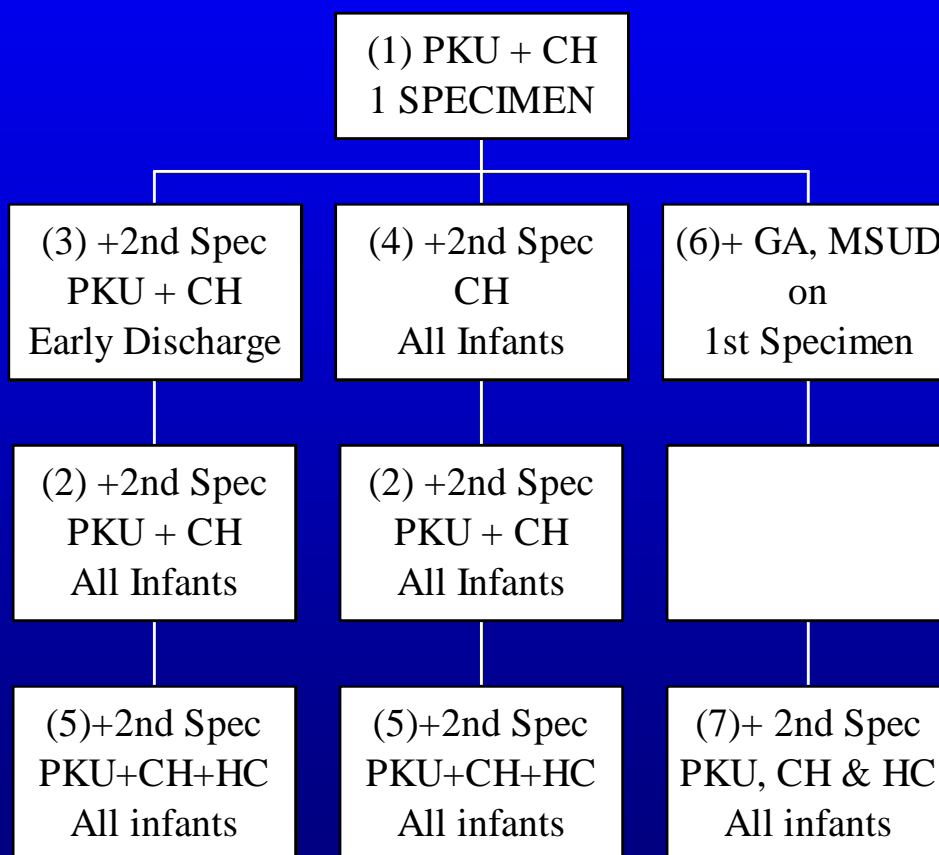 (1) PKU + CH
1 SPECIMEN
(3) +2nd Spec
PKU + CH
Early Discharge
(4) +2nd Spec
CH
All Infants
(6)+ GA, MSUD
on
1st Specimen
(2) +2nd Spec
PKU + CH
All Infants
(2) +2nd Spec
PKU + CH
All Infants
(5)+2nd Spec
PKU+CH+HC
All infants
(5)+2nd Spec
PKU+CH+HC
All infants
(7)+ 2nd Spec
PKU, CH & HC
All infants